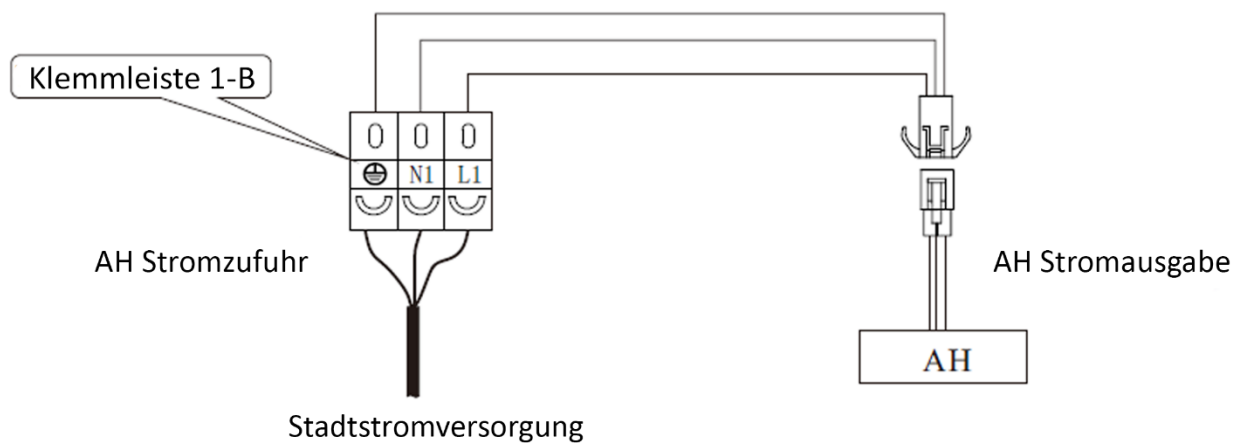 Klemmleiste 1-B
N1 L1
AH Stromzufuhr
AH Stromausgabe
AH
Stadtstromversorgung